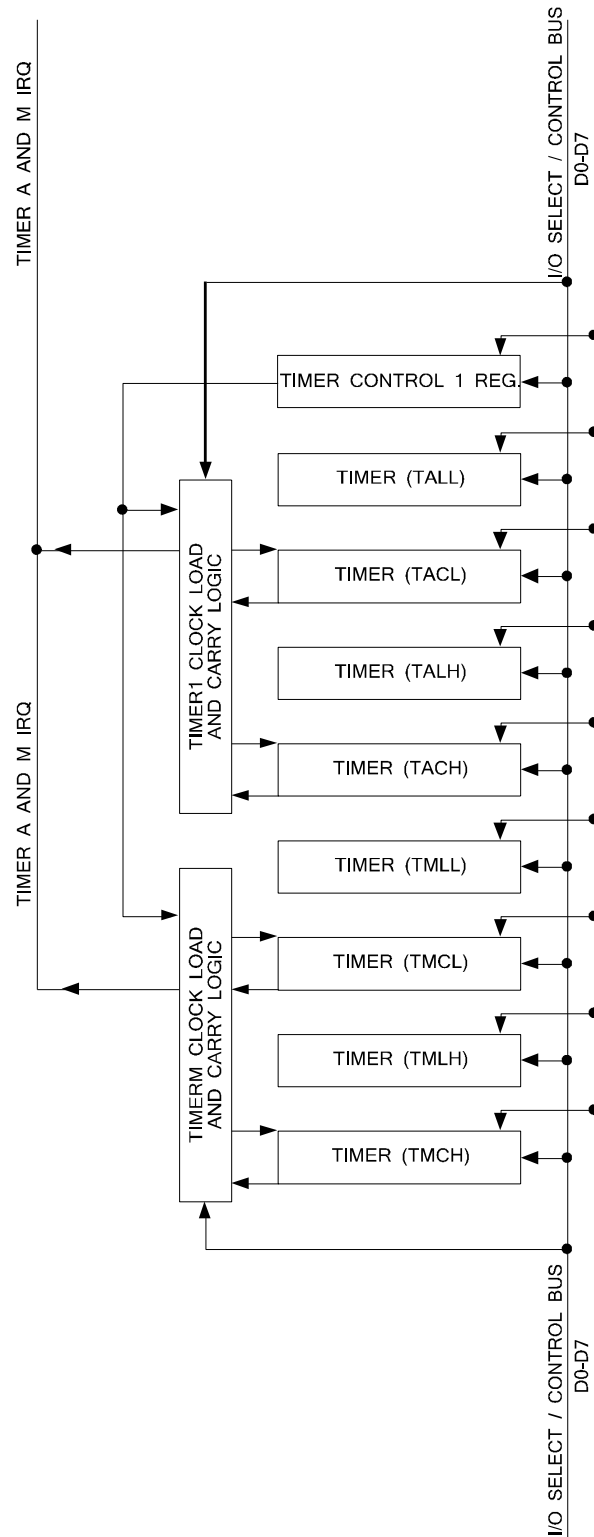 TIMER A AND M IRQ
I/O SELECT / CONTROL BUS
D0-D7
TIMER CONTROL 1 REG.
TIMER (TALL)
TIMER1 CLOCK LOAD
AND CARRY LOGIC
TIMER (TACL)
TIMER (TALH)
TIMER (TACH)
TIMER A AND M IRQ
TIMER (TMLL)
TIMERM CLOCK LOAD
AND CARRY LOGIC
TIMER (TMCL)
TIMER (TMLH)
TIMER (TMCH)
I/O SELECT / CONTROL BUS
D0-D7